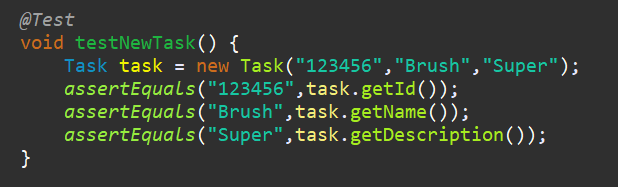 @Test
void testNewTask() {
    Task task = new Task("123456","Brush","Super");
    assertEquals("123456",task.getId());
    assertEquals("Brush",task.getName());
    assertEquals("Super",task.getDescription());
}